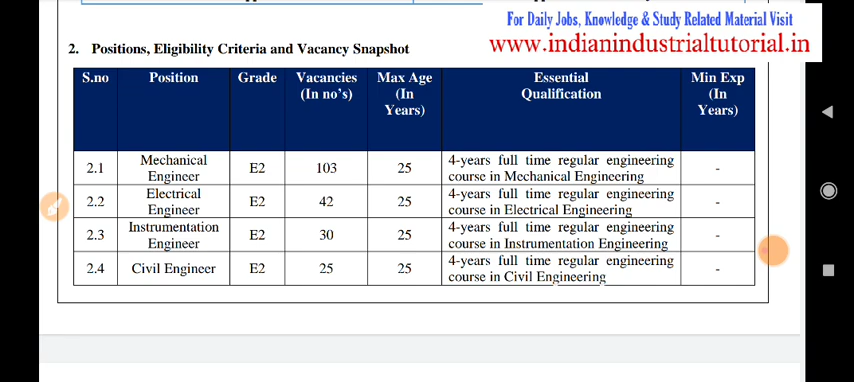 For Daily Jobs, Knowledge & Study Related Material Visit
www.indianindustrialtutorial.in
2. Positions, Eligibility Criteria and Vacancy Snapshot
S.no Position Grade Vacancies (In no's) Max Age (In Years) Essential Qualification Min Exp (In Years)
2.1 Mechanical Engineer E2 103 25 4-years full time regular engineering course in Mechanical Engineering -
2.2 Electrical Engineer E2 42 25 4-years full time regular engineering course in Electrical Engineering -
2.3 Instrumentation Engineer E2 30 25 4-years full time regular engineering course in Instrumentation Engineering -
2.4 Civil Engineer E2 25 25 4-years full time regular engineering course in Civil Engineering -